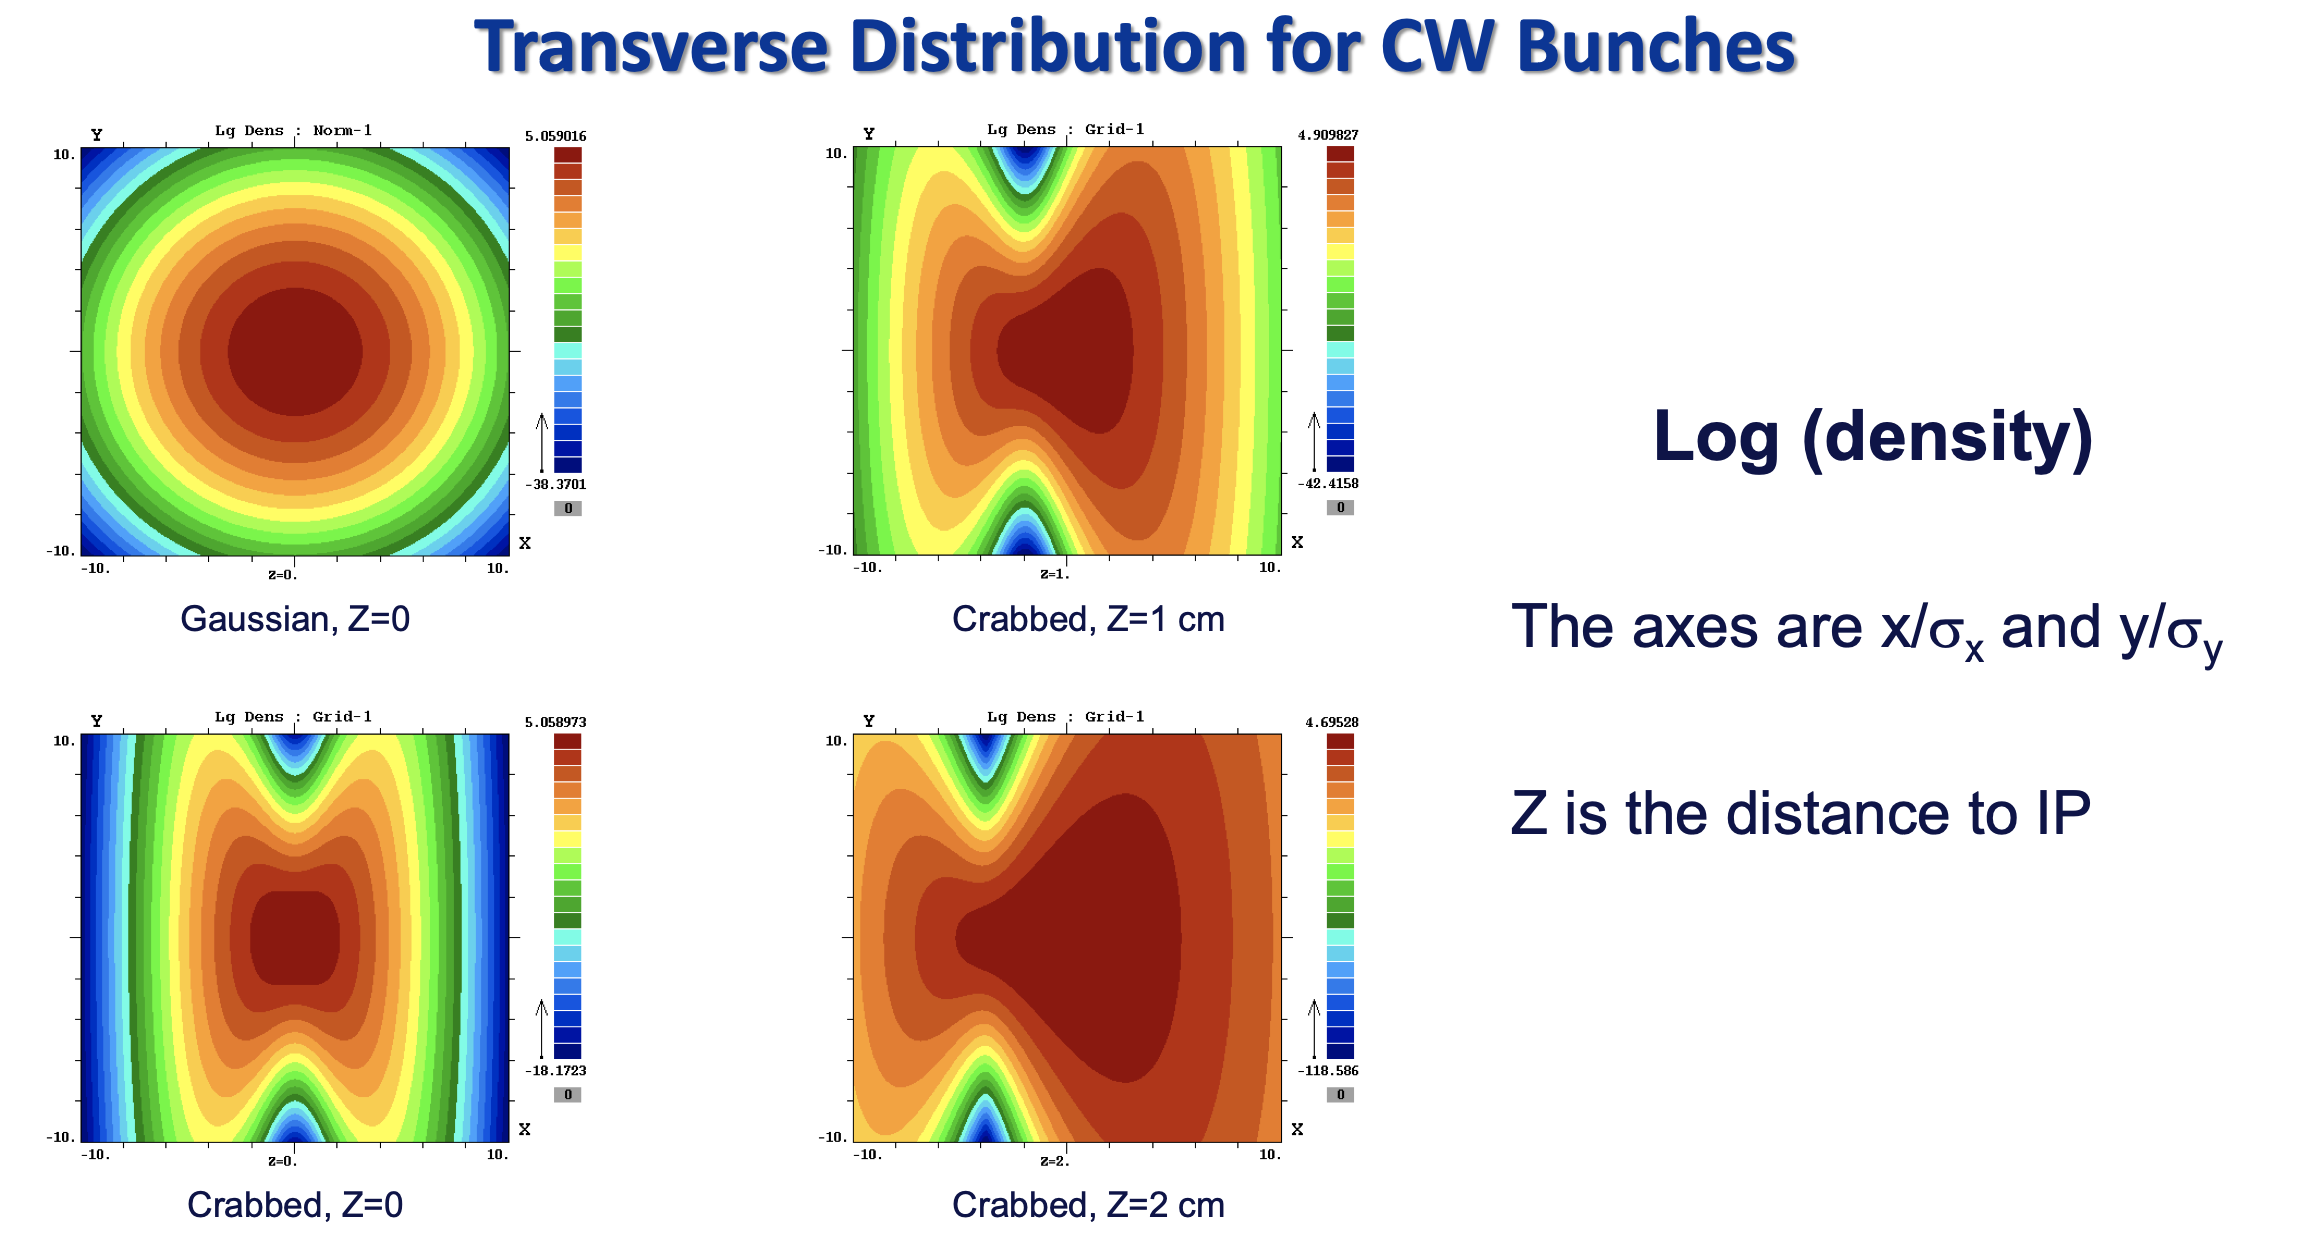 Transverse Distribution for CW Bunches
Y
Lg Dens : Norm-1
5.059016
10.
-38.3701
0
-10.
X
-10.
Z=0.
10.
Gaussian, Z=0
Y
Lg Dens : Grid-1
4.909827
10.
-42.4158
0
-10.
X
-10.
Z=1.
10.
Crabbed, Z=1 cm
Log (density)
The axes are x/σx and y/σy
Z is the distance to IP
Y
Lg Dens : Grid-1
5.058973
10.
-18.1723
0
-10.
X
-10.
Z=0.
10.
Crabbed, Z=0
Y
Lg Dens : Grid-1
4.69528
10.
-118.586
0
-10.
X
-10.
Z=2.
10.
Crabbed, Z=2 cm